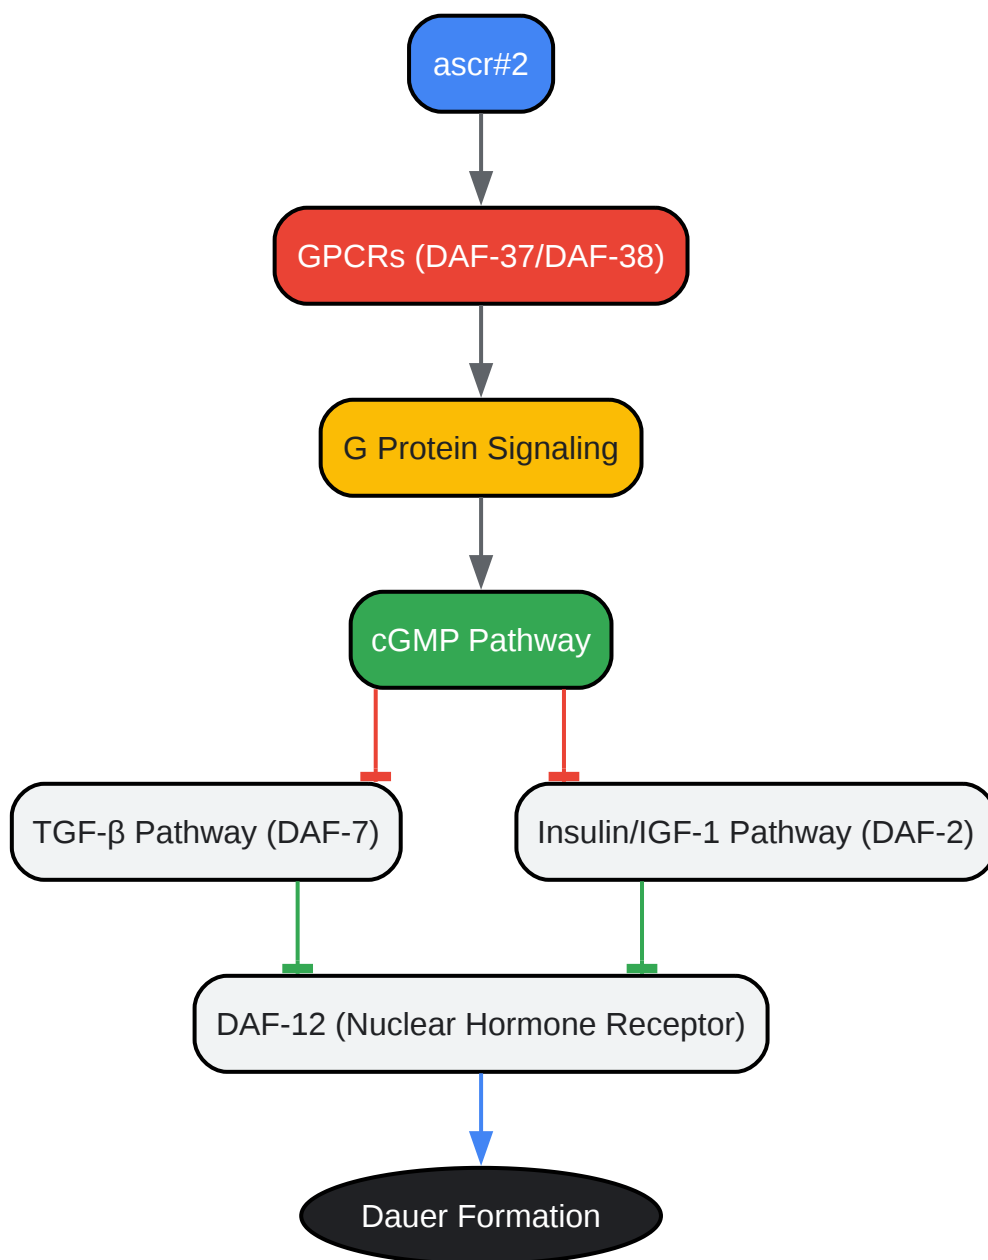 ascr#2
GPCRs (DAF-37/DAF-38)
G Protein Signaling
cGMP Pathway
TGF-β Pathway (DAF-7)
Insulin/IGF-1 Pathway (DAF-2)
DAF-12 (Nuclear Hormone Receptor)
Dauer Formation